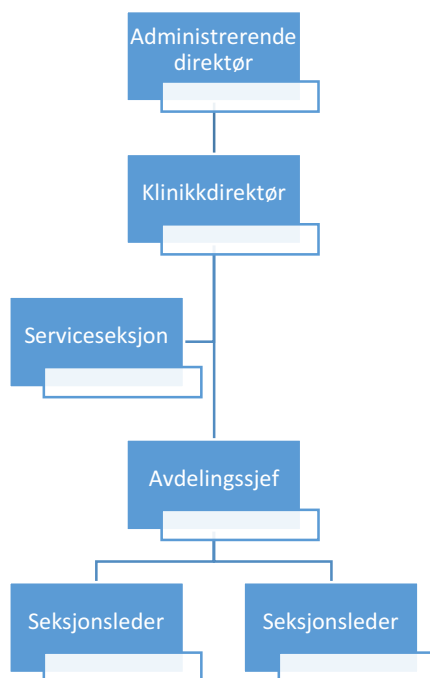 Administrerende
direktør
Klinikkdirektør
Serviceseksjon
Avdelingssjef
Seksjonsleder
Seksjonsleder